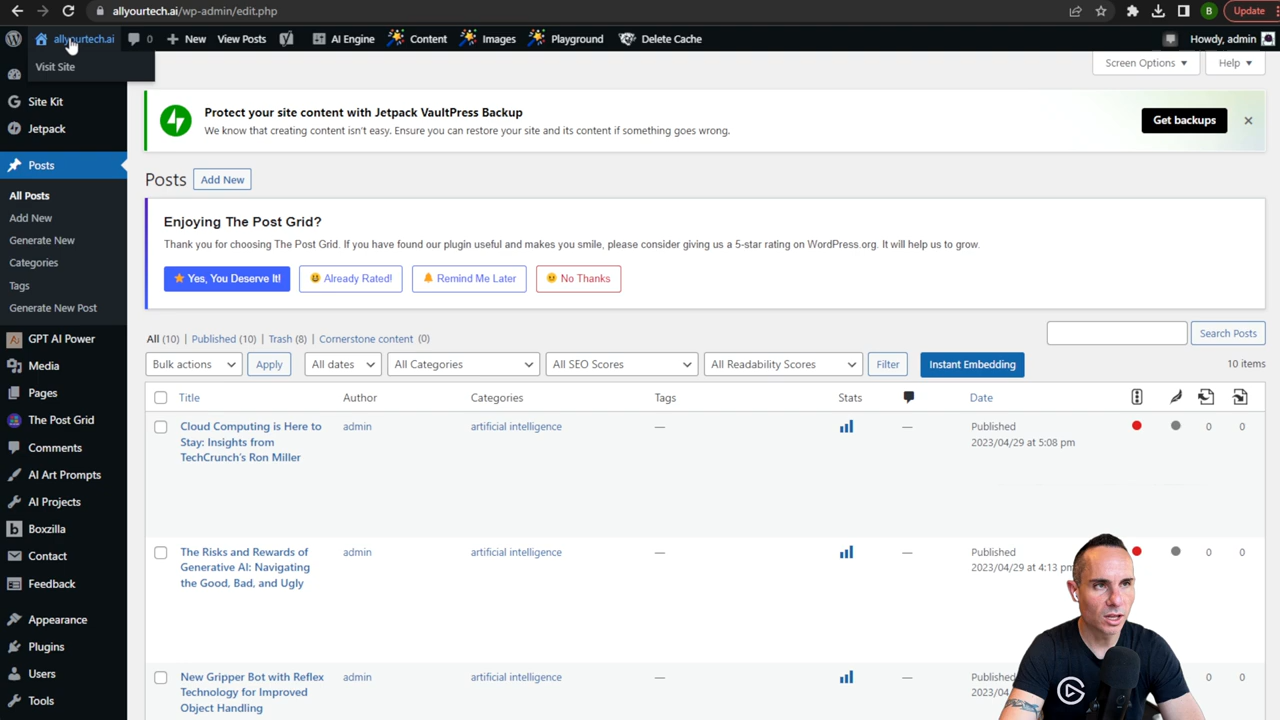 allyourtech.ai/wp-admin/edit.php
B
Update
allyourtech.ai
0
New
View Posts
AI Engine
Content
Images
Playground
Delete Cache
Howdy, admin
Visit Site
Screen Options
Help
Site Kit
Jetpack
Posts
All Posts
Add New
Generate New
Categories
Tags
Generate New Post
GPT AI Power
Media
Pages
The Post Grid
Comments
AI Art Prompts
AI Projects
Boxzilla
Contact
Feedback
Appearance
Plugins
Users
Tools
Protect your site content with Jetpack VaultPress Backup
We know that creating content isn't easy. Ensure you can restore your site and its content if something goes wrong.
Get backups
Posts
Add New
Enjoying The Post Grid?
Thank you for choosing The Post Grid. If you have found our plugin useful and makes you smile, please consider giving us a 5-star rating on WordPress.org. It will help us to grow.
Yes, You Deserve It!
Already Rated!
Remind Me Later
No Thanks
All (10) | Published (10) | Trash (8) | Cornerstone content (0)
Search Posts
Bulk actions
Apply
All dates
All Categories
All SEO Scores
All Readability Scores
Filter
Instant Embedding
10 items
Title Author Categories Tags Stats Date
Cloud Computing is Here to
Stay: Insights from
TechCrunch's Ron Miller
admin
artificial intelligence
—
—
Published
2023/04/29 at 5:08 pm
0
0
The Risks and Rewards of
Generative AI: Navigating
the Good, Bad, and Ugly
admin
artificial intelligence
—
—
Published
2023/04/29 at 4:13 pm
0
0
New Gripper Bot with Reflex
Technology for Improved
Object Handling
admin
artificial intelligence
—
—
Published
2023/04/
0
0